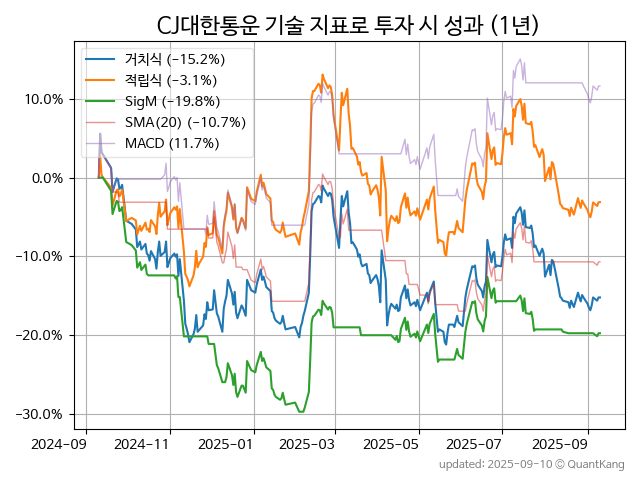 CJ대한통운 기술 지표로 투자 시 성과 (1년)
거치식 (−15.2%)
적립식 (−3.1%)
SigM (−19.8%)
SMA(20) (−10.7%)
MACD (11.7%)
10.0%
0.0%
−10.0%
−20.0%
−30.0%
2024-09 2024-11 2025-01 2025-03 2025-05 2025-07 2025-09
updated: 2025-09-10 © QuantKang